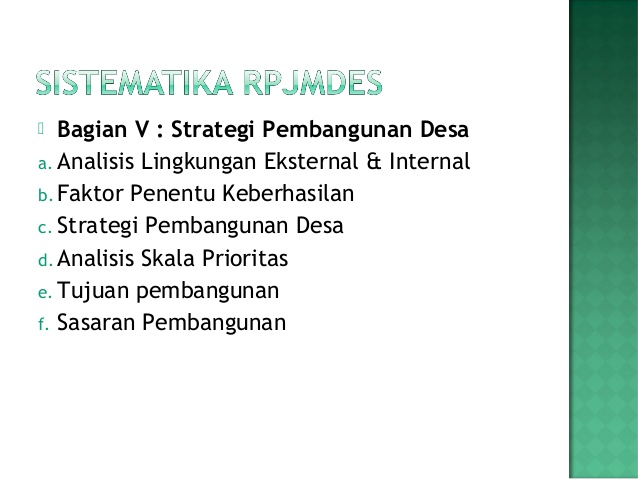 SISTEMATIKA RPJMDES
Bagian V : Strategi Pembangunan Desa
a. Analisis Lingkungan Eksternal & Internal
b. Faktor Penentu Keberhasilan
c. Strategi Pembangunan Desa
d. Analisis Skala Prioritas
e. Tujuan pembangunan
f. Sasaran Pembangunan